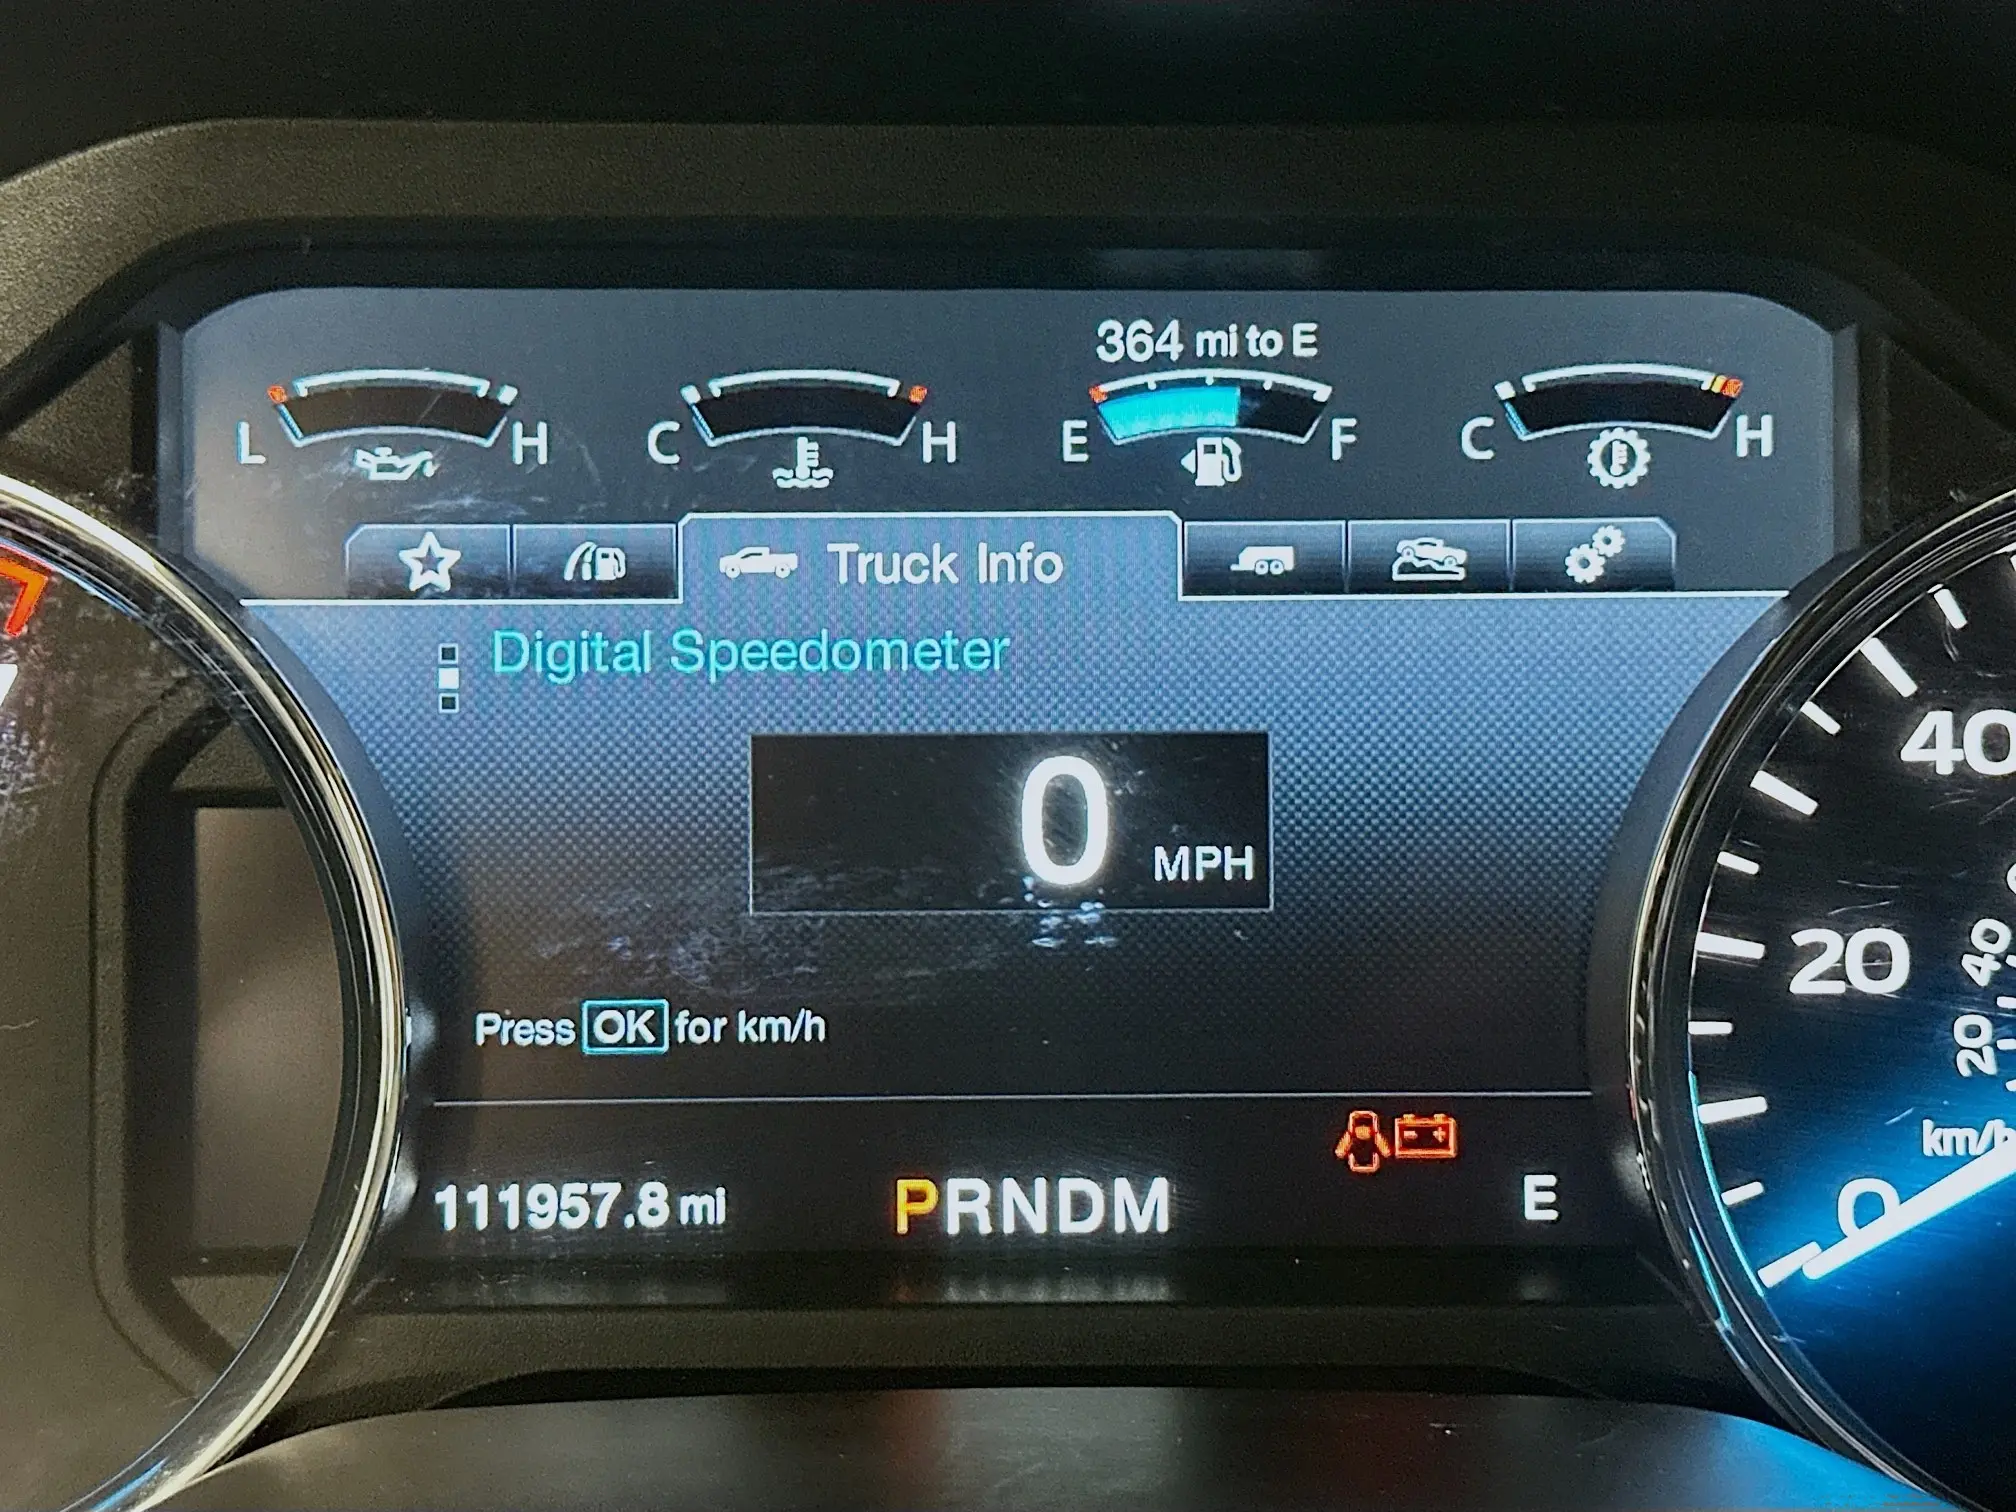 364 mi to E
L H C H E F C H
Truck Info
Digital Speedometer
0 MPH
Press OK for km/h
111957.8 mi PRNDM E
40
20
40
20
km/h
0